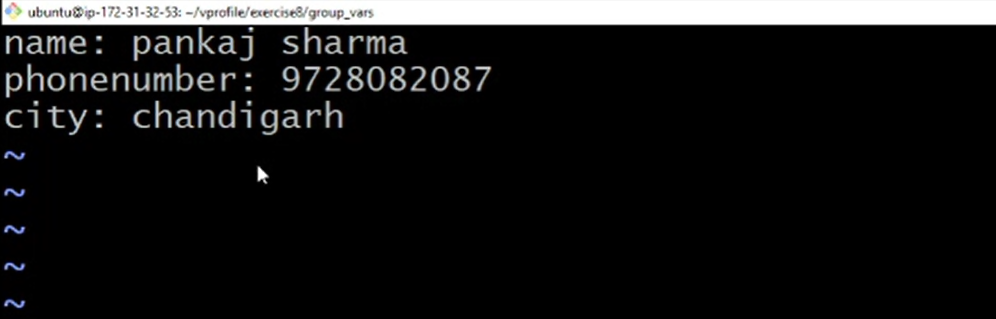 ubuntu@ip-172-31-32-53: ~/vprofile/exercise8/group_vars
name: pankaj sharma
phonenumber: 9728082087
city: chandigarh
~
~
~
~
~